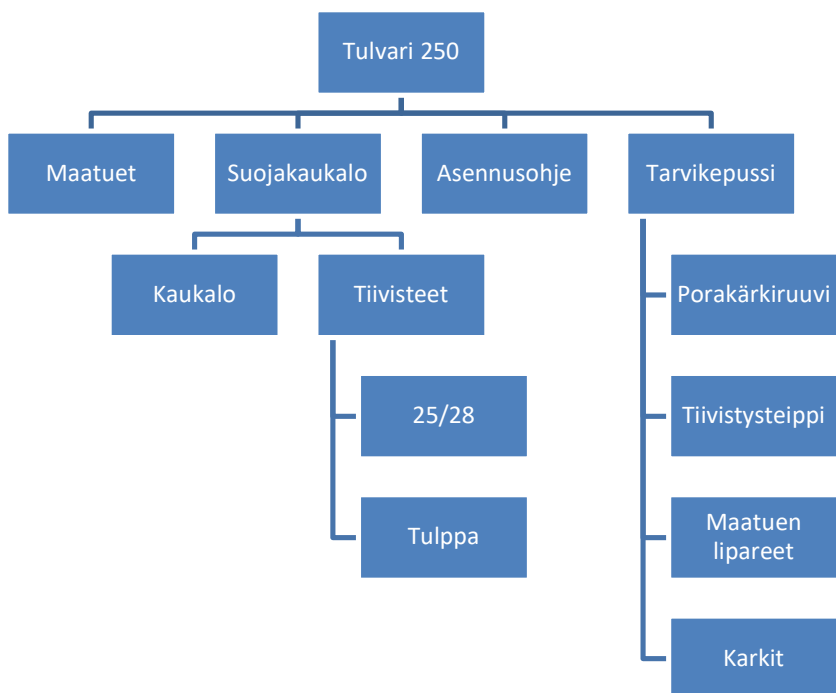 Tulvari 250
Maatuet
Suojakaukalo
Asennusohje
Tarvikepussi
Kaukalo
Tiivisteet
Porakärkiruuvi
25/28
Tiivistysteippi
Tulppa
Maatuen
lipareet
Karkit